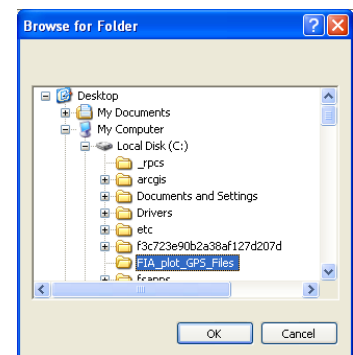 Browse for Folder
Desktop
My Documents
My Computer
Local Disk (C:)
_rpcs
arcgis
Documents and Settings
Drivers
etc
f3c723e90b2a38af127d207d
FIA_plot_GPS_Files
fsapps
OK Cancel